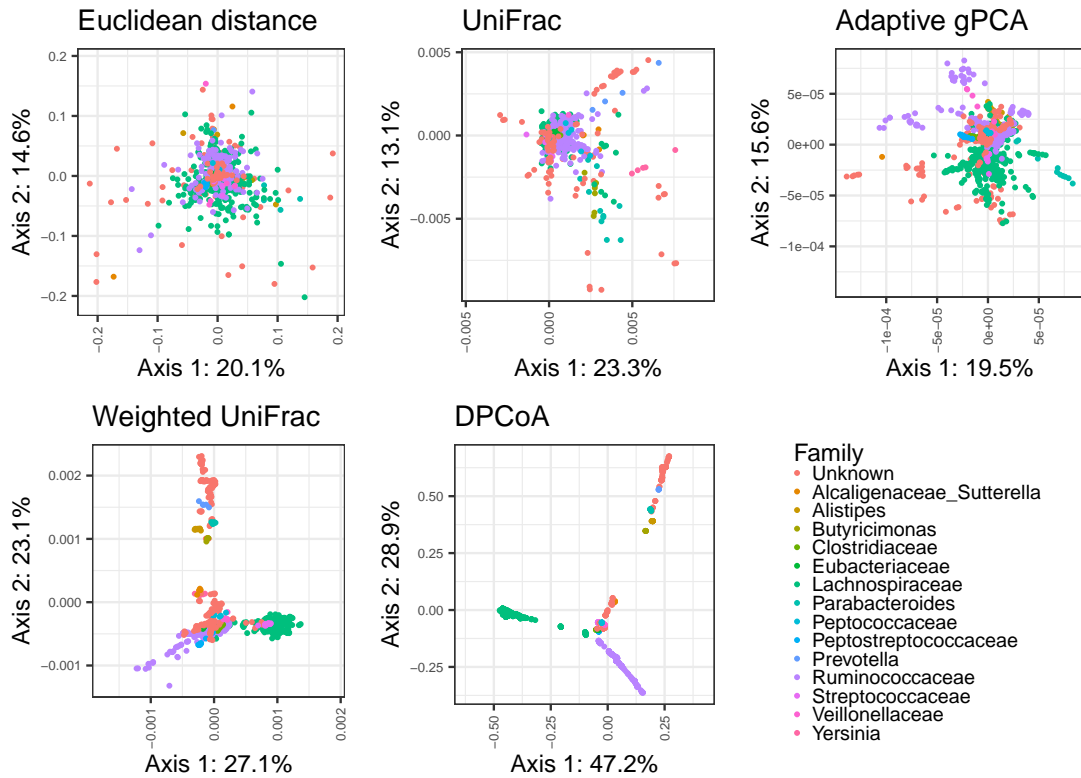 Euclidean distance
Axis 2: 14.6%
0.2
0.1
0.0
−0.1
−0.2
−0.2
−0.1
0.0
0.1
0.2
Axis 1: 20.1%
UniFrac
Axis 2: 13.1%
0.005
0.000
−0.005
−0.005
0.000
0.005
Axis 1: 23.3%
Adaptive gPCA
Axis 2: 15.6%
5e−05
0e+00
−5e−05
−1e−04
−1e−04
−5e−05
0e+00
5e−05
Axis 1: 19.5%
Weighted UniFrac
Axis 2: 23.1%
0.002
0.001
0.000
−0.001
−0.001
0.000
0.001
0.002
Axis 1: 27.1%
DPCoA
Axis 2: 28.9%
0.50
0.25
0.00
−0.25
−0.50
−0.25
0.00
0.25
Axis 1: 47.2%
Family
Unknown
Alcaligenaceae_Sutterella
Alistipes
Butyricimonas
Clostridiaceae
Eubacteriaceae
Lachnospiraceae
Parabacteroides
Peptococcaceae
Peptostreptococcaceae
Prevotella
Ruminococcaceae
Streptococcaceae
Veillonellaceae
Yersinia